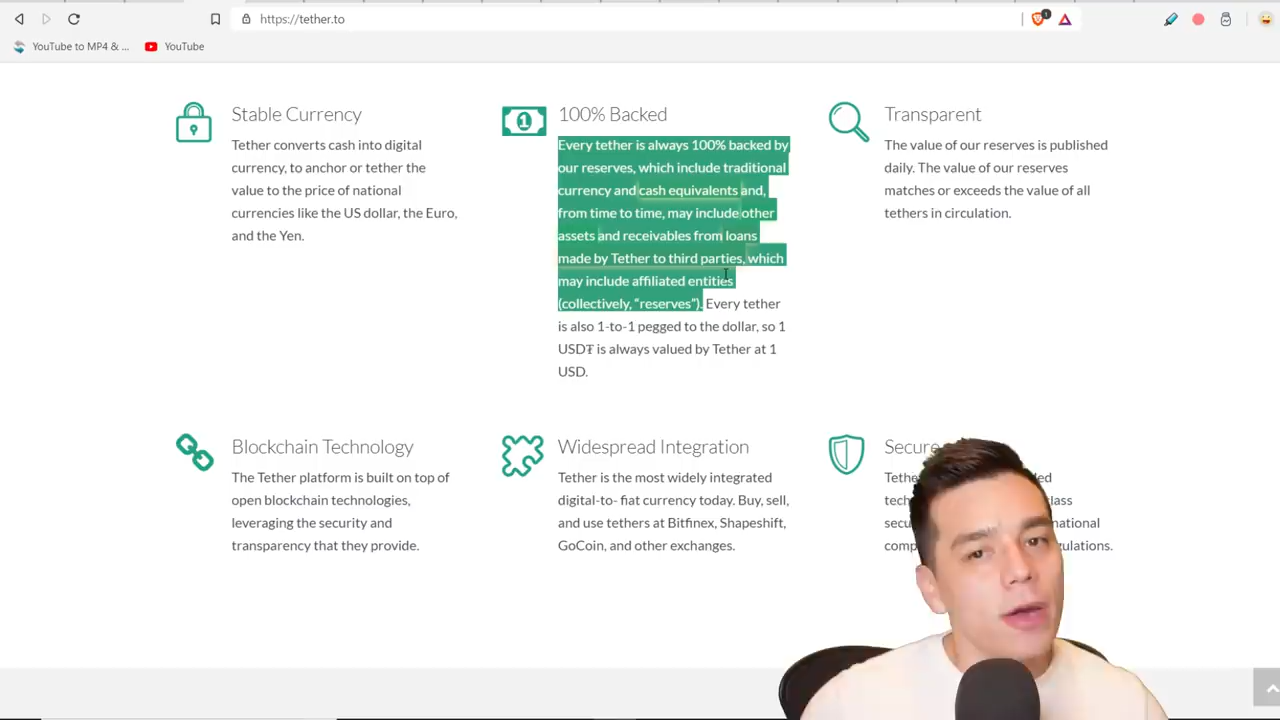 https://tether.to
1
YouTube to MP4 & ...
YouTube
Stable Currency
Tether converts cash into digital
currency, to anchor or tether the
value to the price of national
currencies like the US dollar, the Euro,
and the Yen.
1
100% Backed
Every tether is always 100% backed by
our reserves, which include traditional
currency and cash equivalents and,
from time to time, may include other
assets and receivables from loans
made by Tether to third parties, which
may include affiliated entities
(collectively, “reserves”). Every tether
is also 1-to-1 pegged to the dollar, so 1
USD₮ is always valued by Tether at 1
USD.
Transparent
The value of our reserves is published
daily. The value of our reserves
matches or exceeds the value of all
tethers in circulation.
Blockchain Technology
The Tether platform is built on top of
open blockchain technologies,
leveraging the security and
transparency that they provide.
Widespread Integration
Tether is the most widely integrated
digital-to- fiat currency today. Buy, sell,
and use tethers at Bitfinex, Shapeshift,
GoCoin, and other exchanges.
Secure